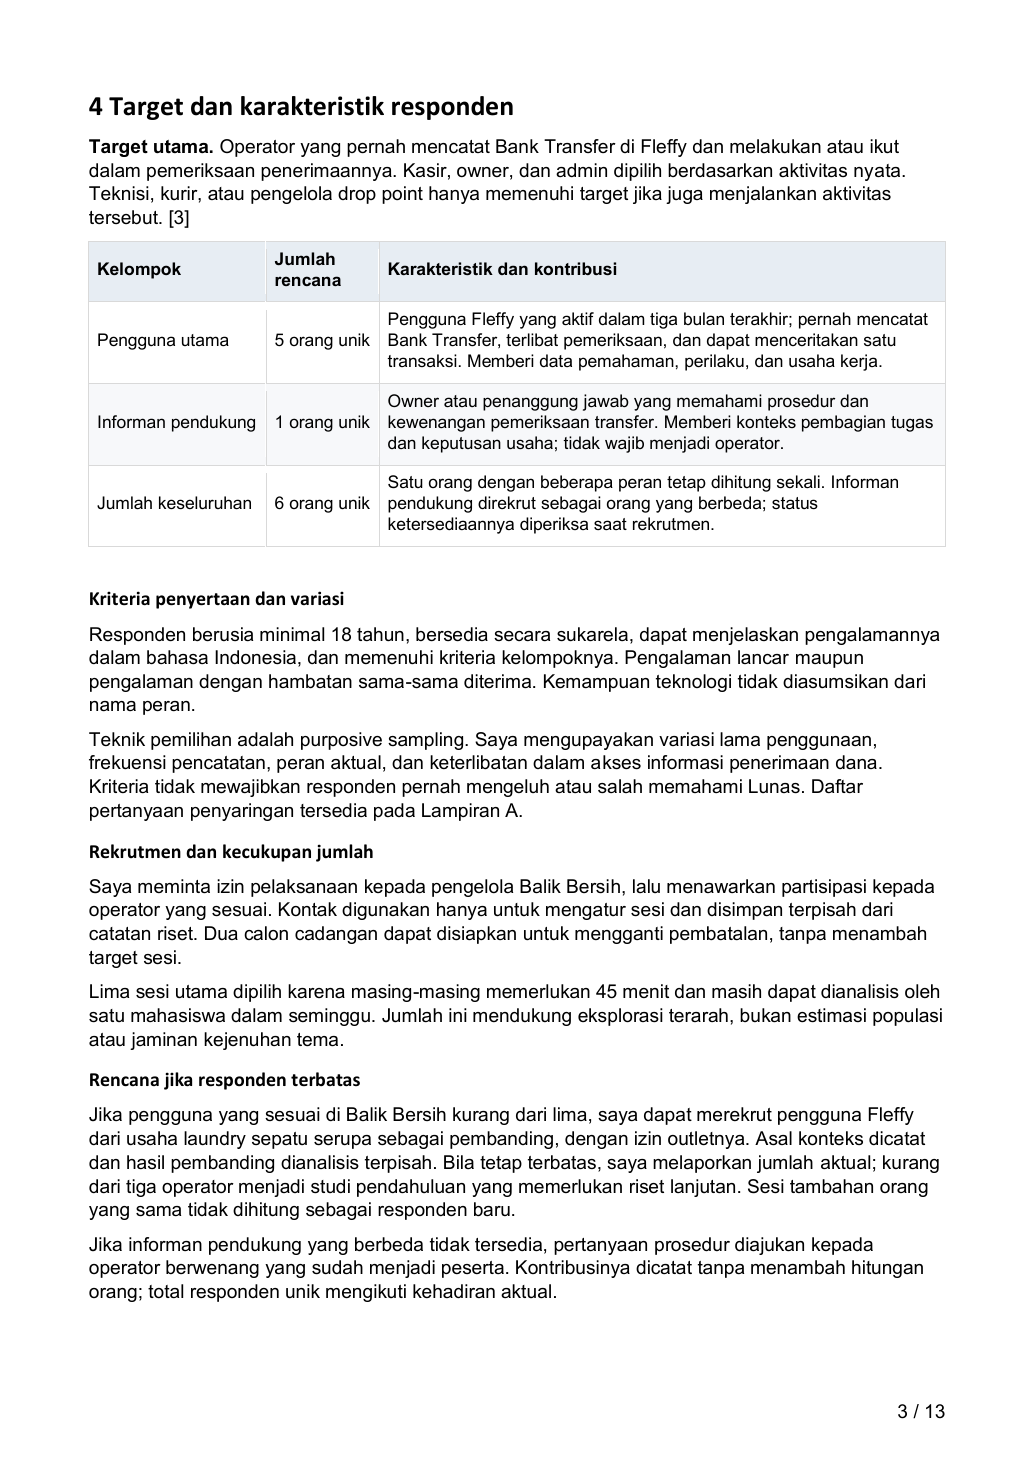 4 Target dan karakteristik responden
Target utama. Operator yang pernah mencatat Bank Transfer di Fleffy dan melakukan atau ikut
dalam pemeriksaan penerimaannya. Kasir, owner, dan admin dipilih berdasarkan aktivitas nyata.
Teknisi, kurir, atau pengelola drop point hanya memenuhi target jika juga menjalankan aktivitas
tersebut. [3]
Kelompok
Jumlah
rencana
Karakteristik dan kontribusi
Pengguna utama
5 orang unik
Pengguna Fleffy yang aktif dalam tiga bulan terakhir; pernah mencatat
Bank Transfer, terlibat pemeriksaan, dan dapat menceritakan satu
transaksi. Memberi data pemahaman, perilaku, dan usaha kerja.
Informan pendukung
1 orang unik
Owner atau penanggung jawab yang memahami prosedur dan
kewenangan pemeriksaan transfer. Memberi konteks pembagian tugas
dan keputusan usaha; tidak wajib menjadi operator.
Jumlah keseluruhan
6 orang unik
Satu orang dengan beberapa peran tetap dihitung sekali. Informan
pendukung direkrut sebagai orang yang berbeda; status
ketersediaannya diperiksa saat rekrutmen.
Kriteria penyertaan dan variasi
Responden berusia minimal 18 tahun, bersedia secara sukarela, dapat menjelaskan pengalamannya
dalam bahasa Indonesia, dan memenuhi kriteria kelompoknya. Pengalaman lancar maupun
pengalaman dengan hambatan sama-sama diterima. Kemampuan teknologi tidak diasumsikan dari
nama peran.
Teknik pemilihan adalah purposive sampling. Saya mengupayakan variasi lama penggunaan,
frekuensi pencatatan, peran aktual, dan keterlibatan dalam akses informasi penerimaan dana.
Kriteria tidak mewajibkan responden pernah mengeluh atau salah memahami Lunas. Daftar
pertanyaan penyaringan tersedia pada Lampiran A.
Rekrutmen dan kecukupan jumlah
Saya meminta izin pelaksanaan kepada pengelola Balik Bersih, lalu menawarkan partisipasi kepada
operator yang sesuai. Kontak digunakan hanya untuk mengatur sesi dan disimpan terpisah dari
catatan riset. Dua calon cadangan dapat disiapkan untuk mengganti pembatalan, tanpa menambah
target sesi.
Lima sesi utama dipilih karena masing-masing memerlukan 45 menit dan masih dapat dianalisis oleh
satu mahasiswa dalam seminggu. Jumlah ini mendukung eksplorasi terarah, bukan estimasi populasi
atau jaminan kejenuhan tema.
Rencana jika responden terbatas
Jika pengguna yang sesuai di Balik Bersih kurang dari lima, saya dapat merekrut pengguna Fleffy
dari usaha laundry sepatu serupa sebagai pembanding, dengan izin outletnya. Asal konteks dicatat
dan hasil pembanding dianalisis terpisah. Bila tetap terbatas, saya melaporkan jumlah aktual; kurang
dari tiga operator menjadi studi pendahuluan yang memerlukan riset lanjutan. Sesi tambahan orang
yang sama tidak dihitung sebagai responden baru.
Jika informan pendukung yang berbeda tidak tersedia, pertanyaan prosedur diajukan kepada
operator berwenang yang sudah menjadi peserta. Kontribusinya dicatat tanpa menambah hitungan
orang; total responden unik mengikuti kehadiran aktual.
3 / 13